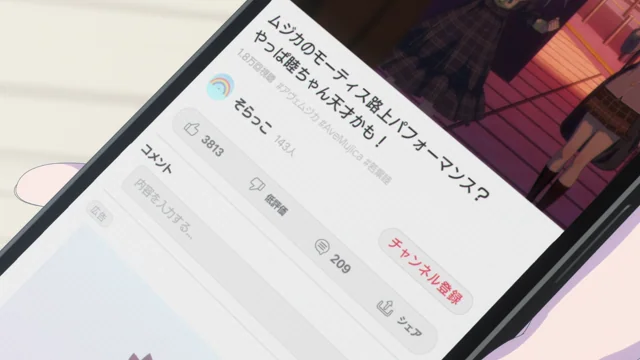 ムジカのモーティス路上パフォーマンス?
やっぱ睦ちゃん天才かも!
1.8万回視聴 #アヴェムジカ #AveMujica #若葉睦
そらっこ 143人
チャンネル登録
3813 低評価 209 シェア
コメント
内容を入力する...
広告